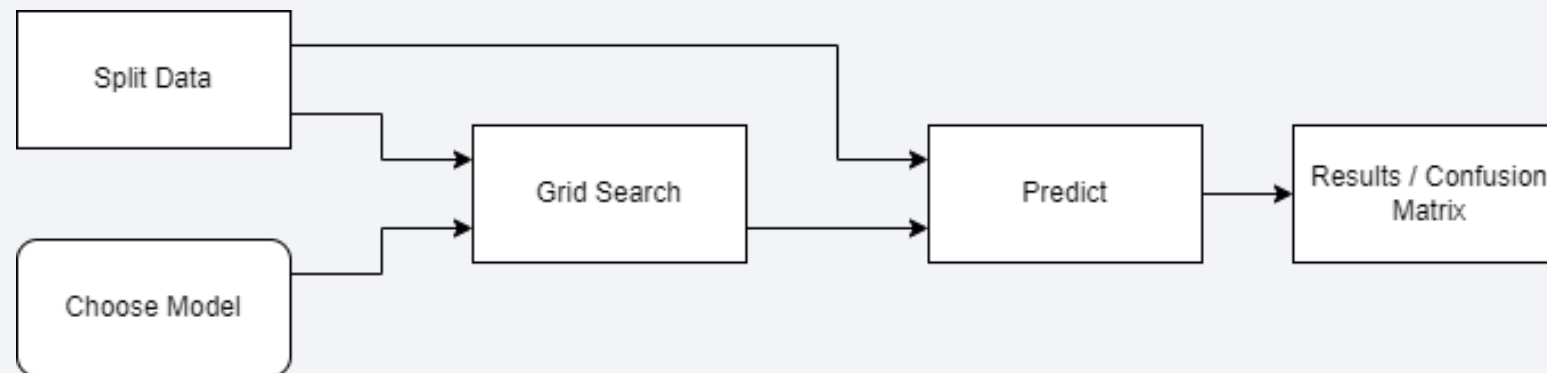 Split Data
Grid Search
Predict
Results / Confusion
Matrix
Choose Model